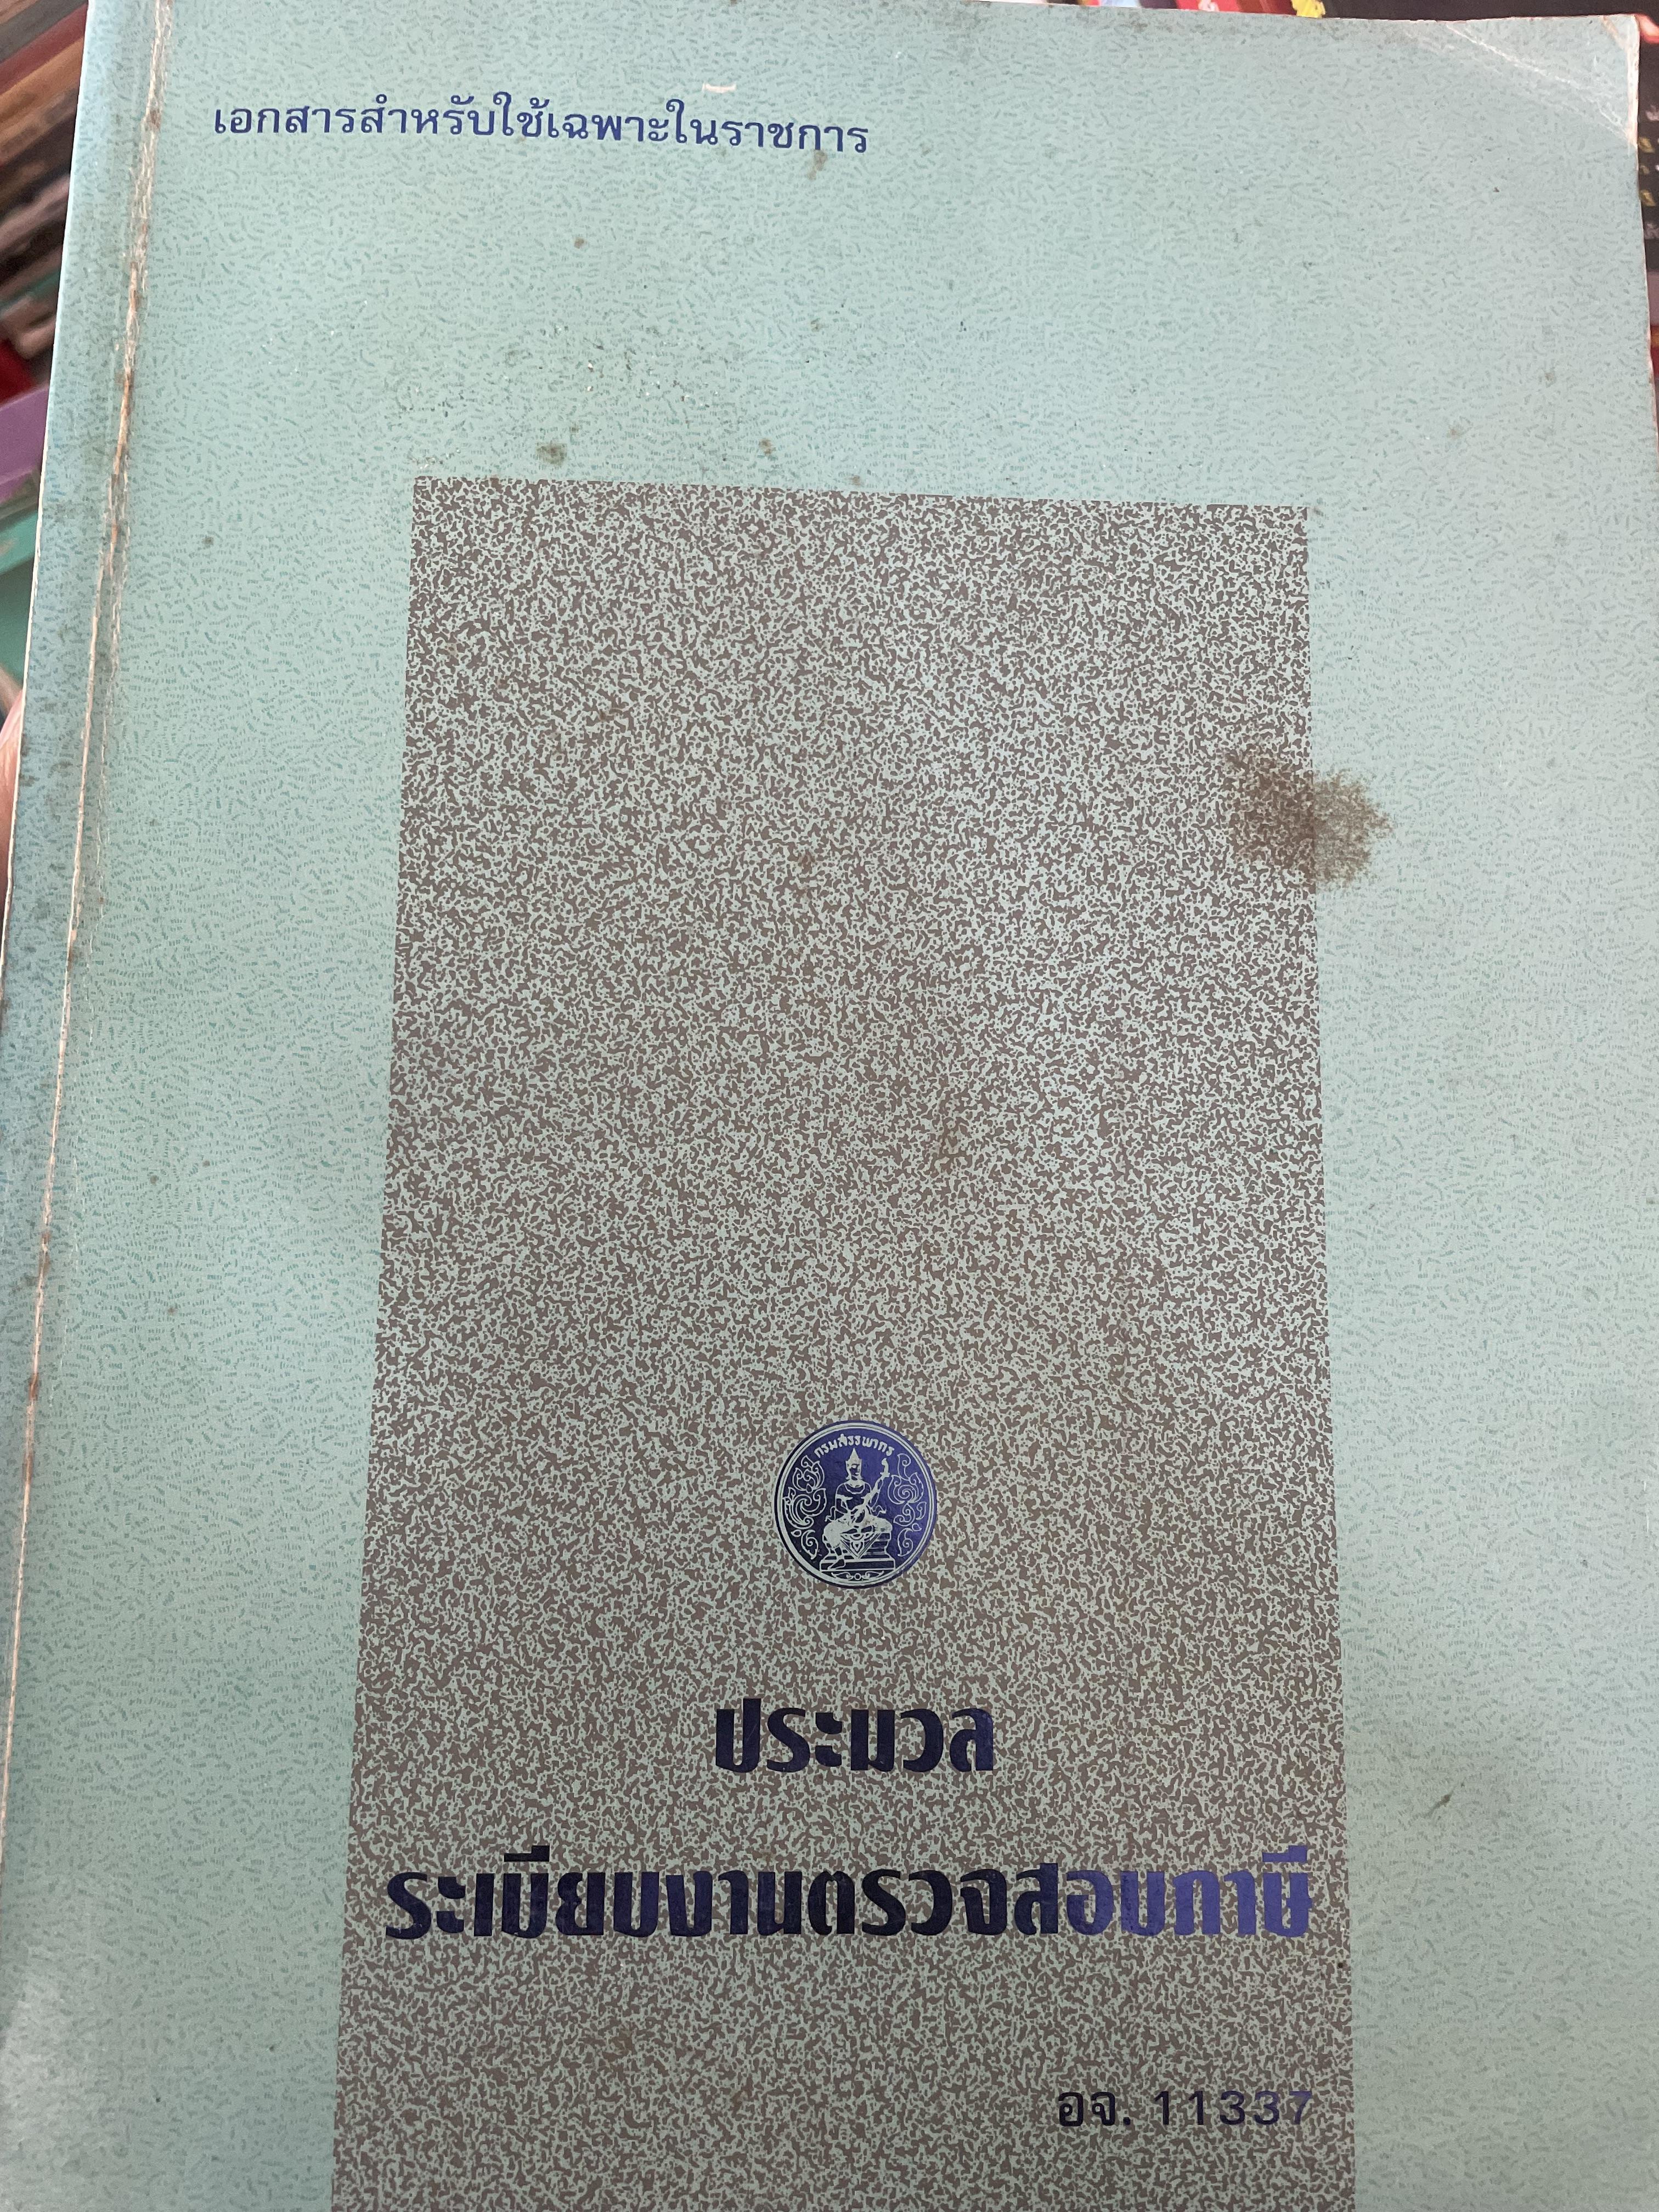 เอกสารสำหรับใช้เฉพาะในราชการ
กรมสรรพากร
ประมวล
ระเบียบงานตรวจสอบภาษี
อจ. 11337